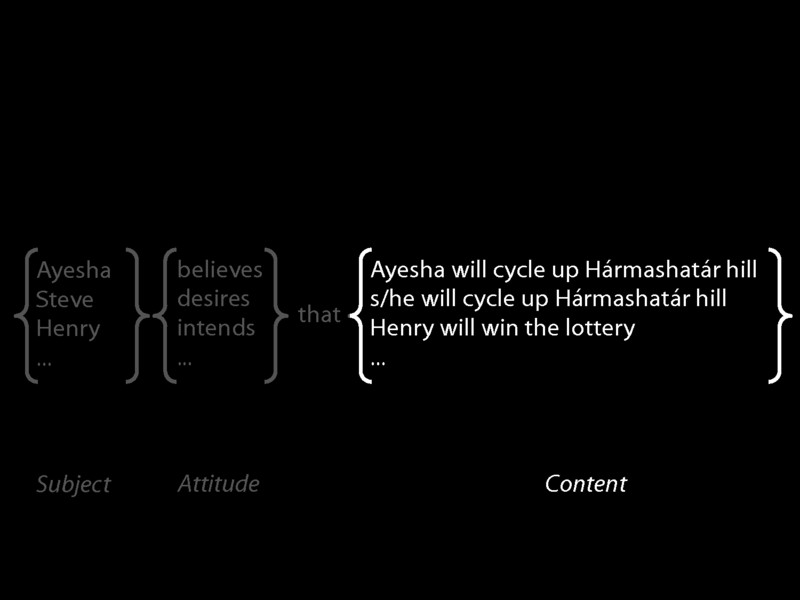 Ayesha
Steve
Henry
...
believes
desires
intends
...
that
Ayesha will cycle up Hármashatár hill
s/he will cycle up Hármashatár hill
Henry will win the lottery
...
Subject
Attitude
Content